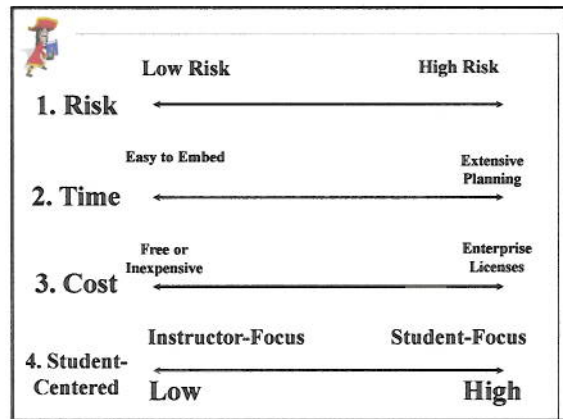 Low Risk High Risk
1. Risk
Easy to Embed Extensive
Planning
2. Time
Free or Enterprise
Inexpensive Licenses
3. Cost
Instructor-Focus Student-Focus
4. Student-
Centered
Low High